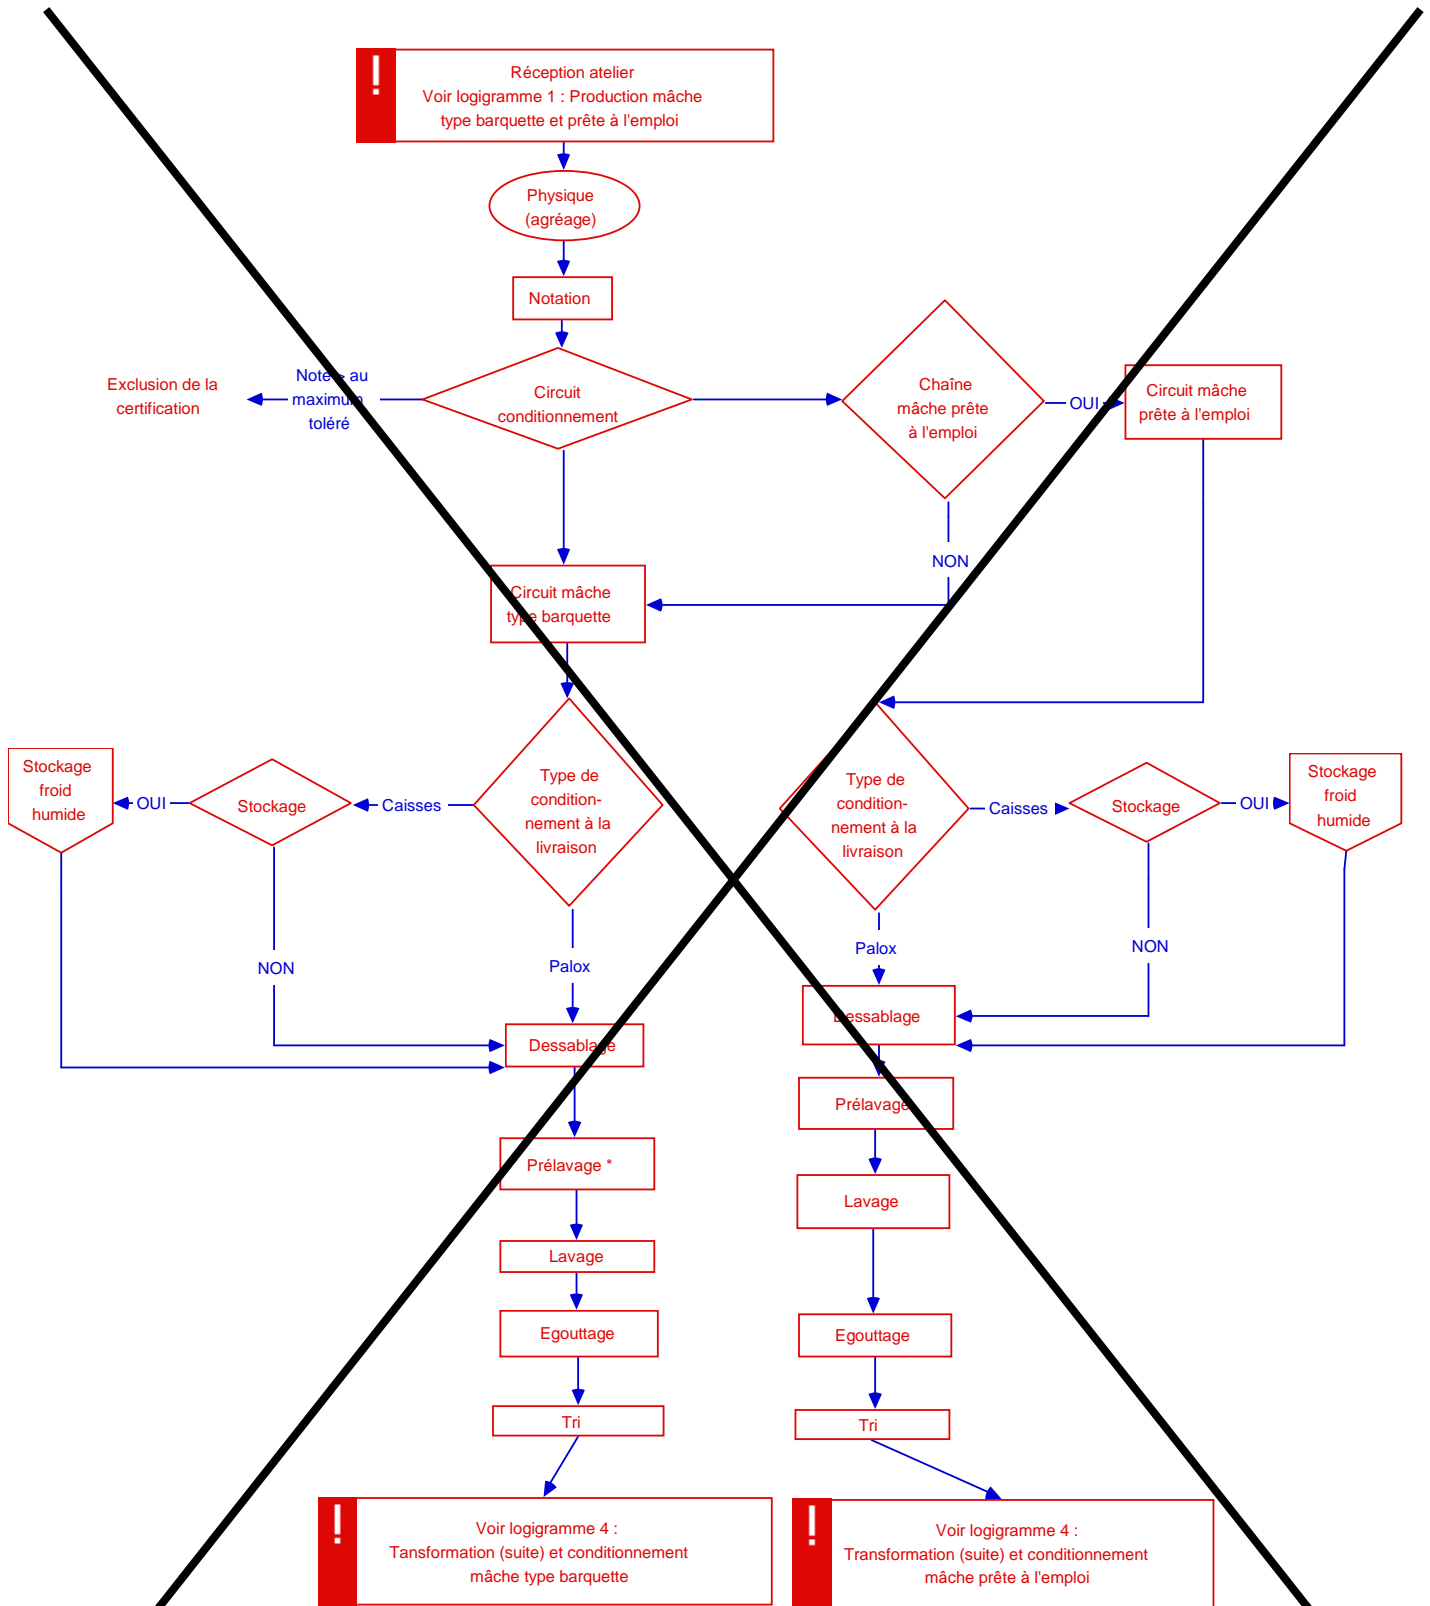 !
Réception atelier
Voir logigramme 1 : Production mâche
type barquette et prête à l'emploi
Physique
(agréage)
Notation
Exclusion de la
certification
Note > au
maximum
toléré
Circuit
conditionnement
Chaîne
mâche prête
à l'emploi
OUI
Circuit mâche
prête à l'emploi
NON
Circuit mâche
type barquette
Stockage
froid
humide
OUI
Stockage
Caisses
Type de
condition-
nement à la
livraison
Type de
condition-
nement à la
livraison
Caisses
Stockage
OUI
Stockage
froid
humide
NON
Palox
Palox
NON
Dessablage
Dessablage
Prélavage *
Prélavage
Lavage
Lavage
Egouttage
Egouttage
Tri
Tri
!
Voir logigramme 4 :
Tansformation (suite) et conditionnement
mâche type barquette
!
Voir logigramme 4 :
Transformation (suite) et conditionnement
mâche prête à l'emploi